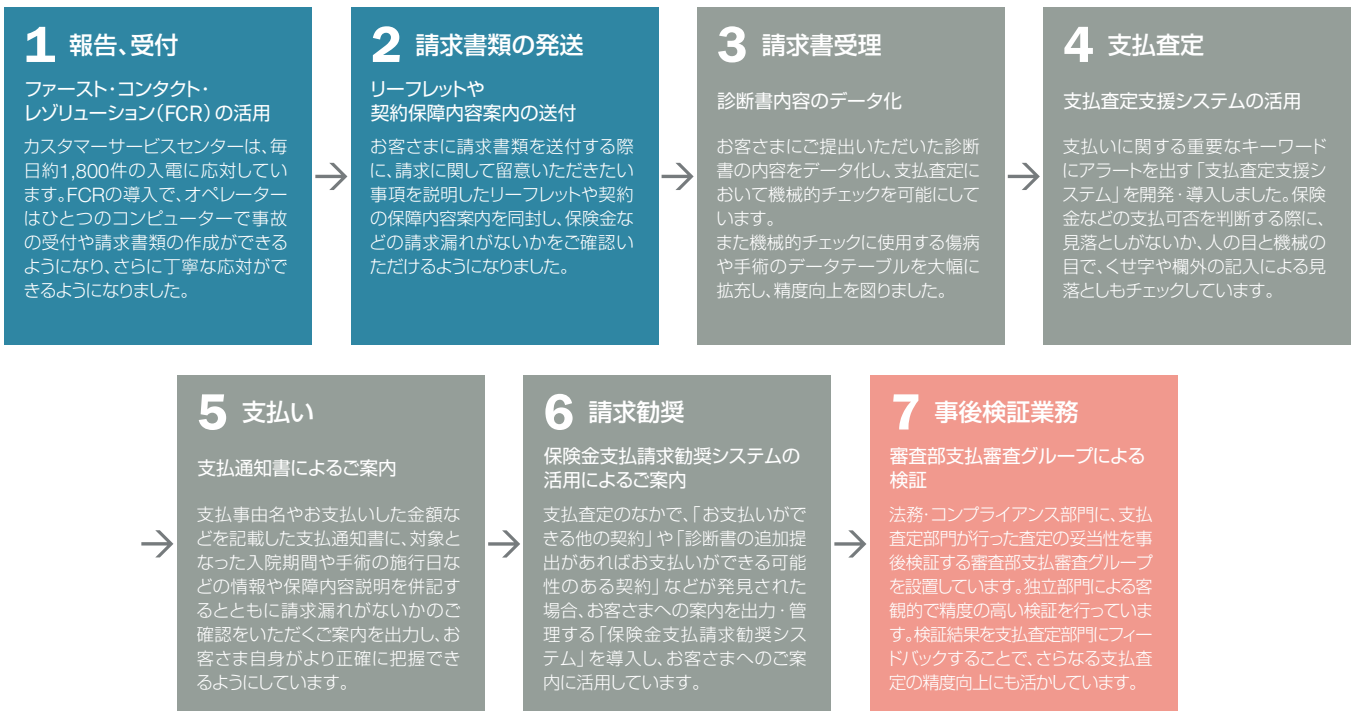 1 報告、受付
ファースト・コンタクト・
レゾリューション（FCR）の活用
カスタマーサービスセンターは、毎
日約1,800件の入電に応対してい
ます。FCRの導入で、オペレーター
はひとつのコンピューターで事故
の受付や請求書類の作成ができる
ようになり、さらに丁寧な応対がで
きるようになりました。
2 請求書類の発送
リーフレットや
契約保障内容案内の送付
お客さまに請求書類を送付する際
に、請求に関して留意いただきたい
事項を説明したリーフレットや契約
の保障内容案内を同封し、保険金な
どの請求漏れがないかをご確認い
ただけるようになりました。
3 請求書受理
診断書内容のデータ化
お客さまにご提出いただいた診断
書の内容をデータ化し、支払査定に
おいて機械的チェックを可能にして
います。
また機械的チェックに使用する傷病
や手術のデータテーブルを大幅に
拡充し、精度向上を図りました。
4 支払査定
支払査定支援システムの活用
支払いに関する重要なキーワード
にアラートを出す「支払査定支援シ
ステム」を開発・導入しました。保険
金などの支払可否を判断する際に、
見落としがないか、人の目と機械の
目で、くせ字や欄外の記入による見
落としもチェックしています。
5 支払い
支払通知書によるご案内
支払事由名やお支払いした金額な
どを記載した支払通知書に、対象と
なった入院期間や手術の施行日な
どの情報や保障内容説明を併記す
るとともに請求漏れがないかのご
確認をいただくご案内を出力し、お
客さま自身がより正確に把握でき
るようにしています。
6 請求勧奨
保険金支払請求勧奨システムの
活用によるご案内
支払査定のなかで、「お支払いがで
きる他の契約」や「診断書の追加提
出があればお支払いができる可能
性のある契約」などが発見された
場合、お客さまへの案内を出力・管
理する「保険金支払請求勧奨シス
テム」を導入し、お客さまへのご案
内に活用しています。
7 事後検証業務
審査部支払審査グループによる
検証
法務・コンプライアンス部門に、支払
査定部門が行った査定の妥当性を事
後検証する審査部支払審査グループ
を設置しています。独立部門による客
観的で精度の高い検証を行っていま
す。検証結果を支払査定部門にフィー
ドバックすることで、さらなる支払査
定の精度向上にも活かしています。